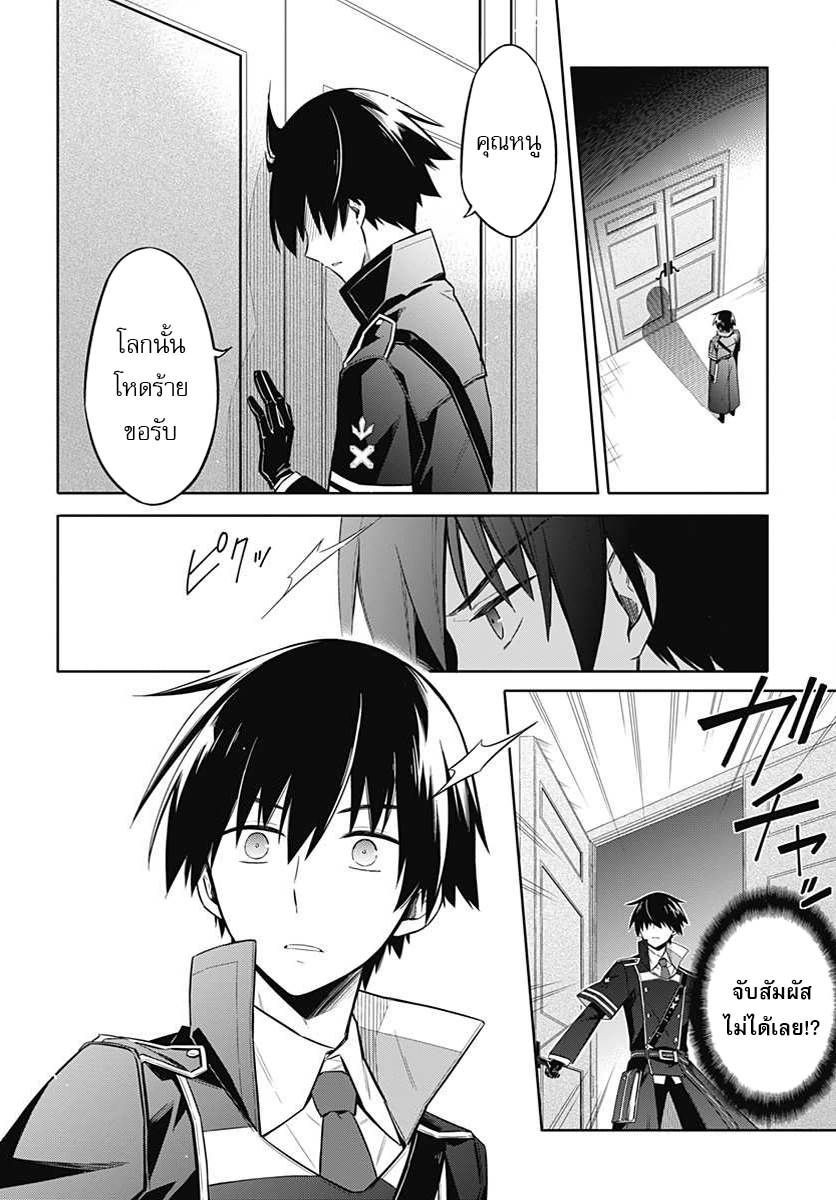 คุณหนู
โลกนั้น
โหดร้าย
ขอรับ
ピクッ
ガチャッ
จับสัมผัส
ไม่ได้เลย!?